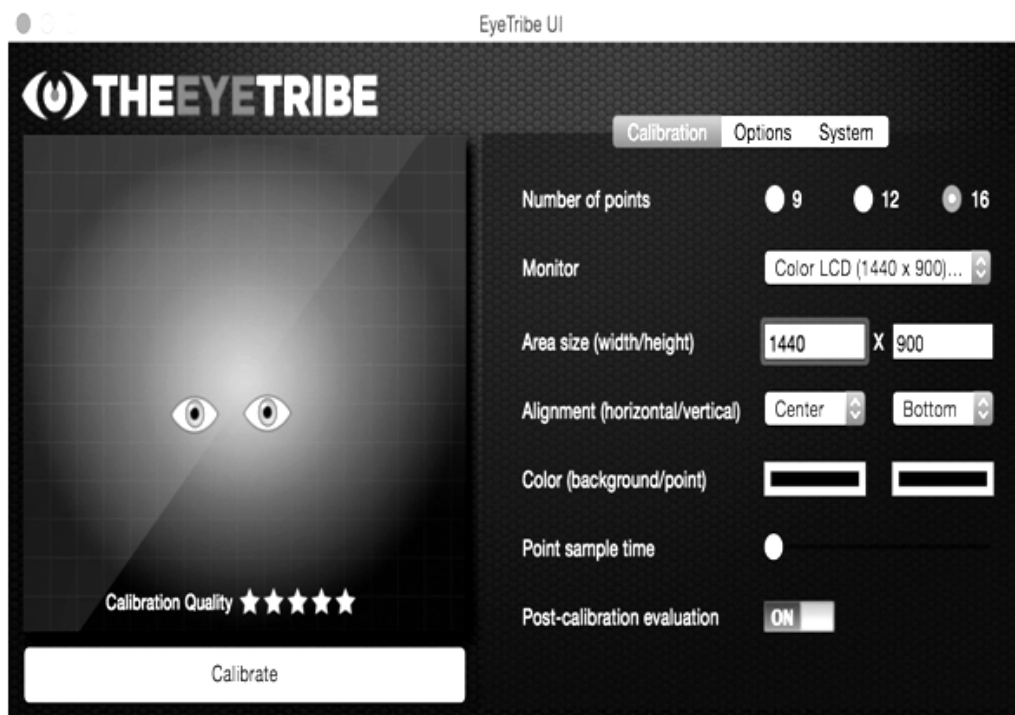 EyeTribe UI
THEEYETRIBE
Calibration Options System
Number of points 9 12 16
Monitor Color LCD (1440 x 900)...
Area size (width/height) 1440 X 900
Alignment (horizontal/vertical) Center Bottom
Color (background/point)
Point sample time
Calibration Quality
Post-calibration evaluation ON
Calibrate